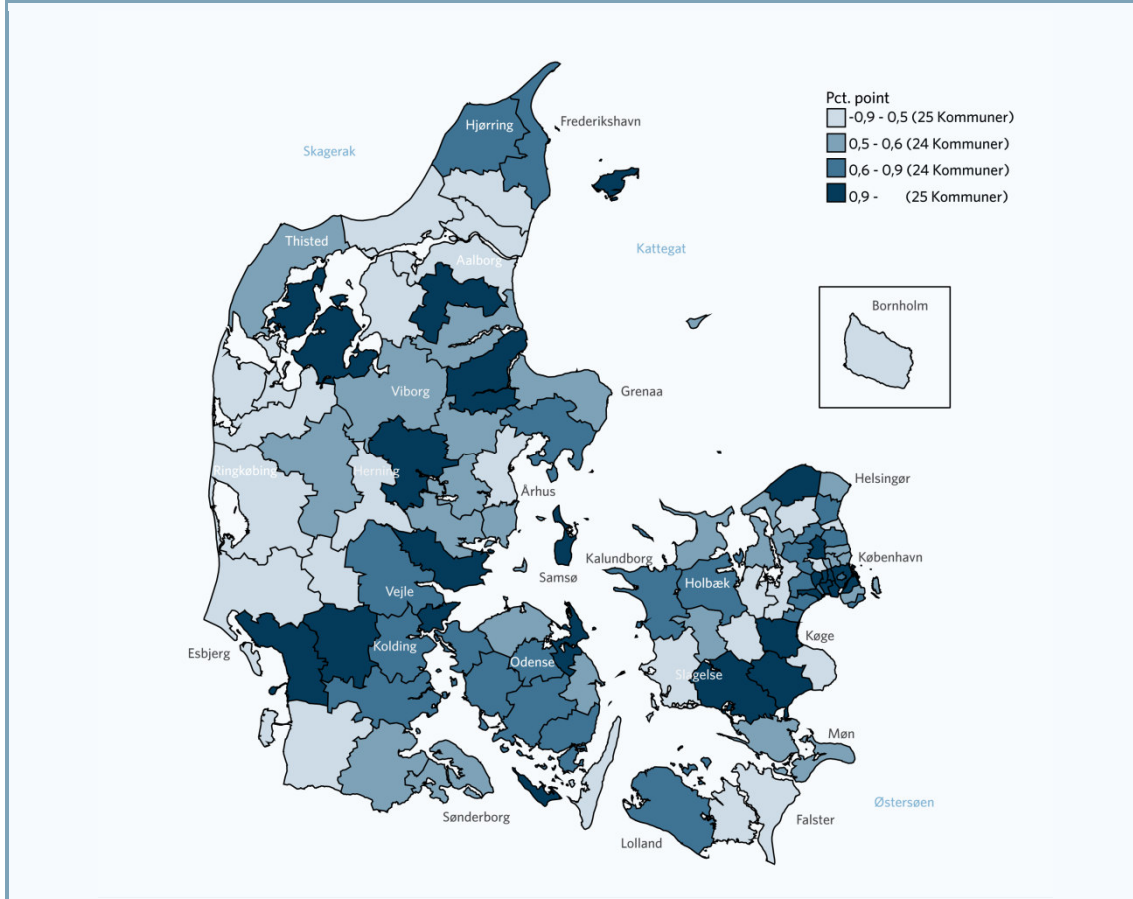 Pct. point
-0,9 - 0,5 (25 Kommuner)
0,5 - 0,6 (24 Kommuner)
0,6 - 0,9 (24 Kommuner)
0,9 - (25 Kommuner)
Hjørring
Frederikshavn
Skagerak
Thisted
Kattegat
Aalborg
Bornholm
Viborg
Grenaa
Ringkøbing
Herning
Helsingør
Århus
København
Kalundborg
Samsø
Holbæk
Vejle
Køge
Esbjerg
Kolding
Odense
Slagelse
Møn
Østersøen
Sønderborg
Falster
Lolland